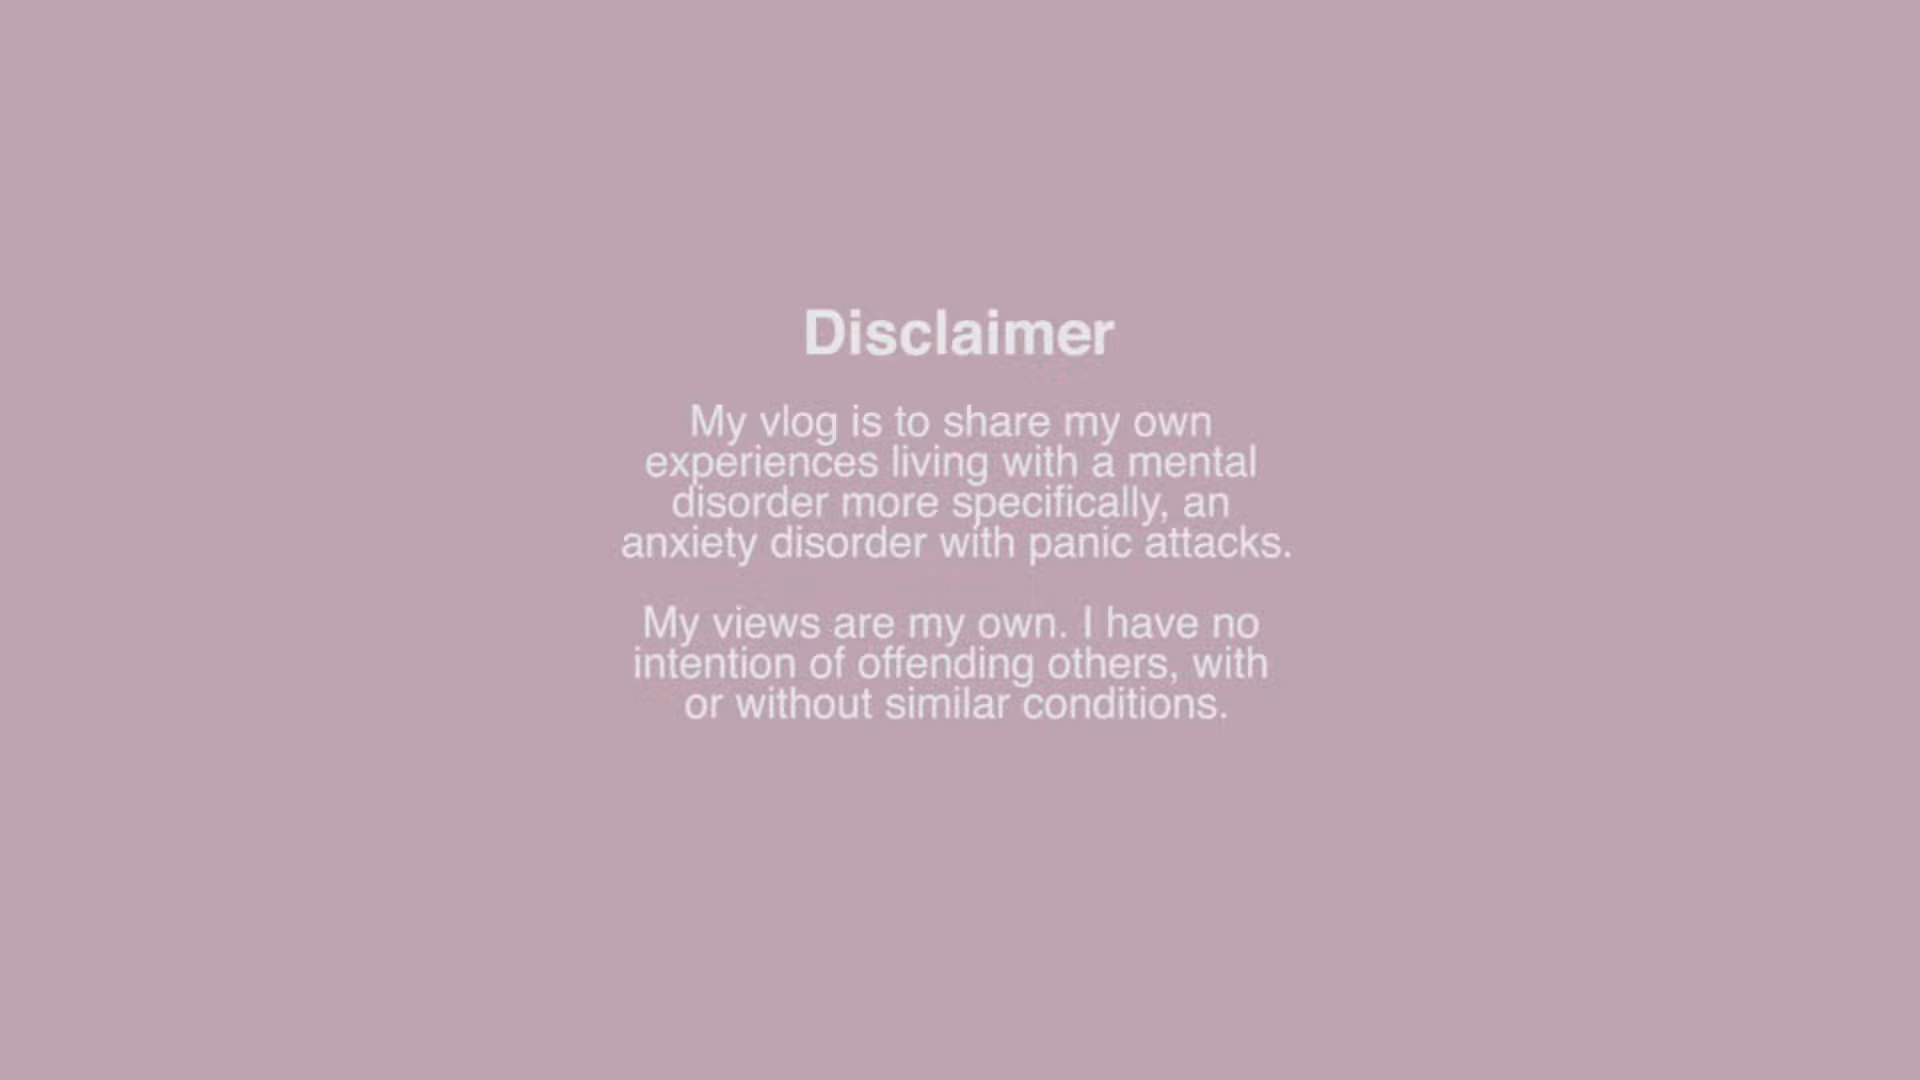 Disclaimer
My vlog is to share my own
experiences living with a mental
disorder more specifically, an
anxiety disorder with panic attacks.
My views are my own. I have no
intention of offending others, with
or without similar conditions.